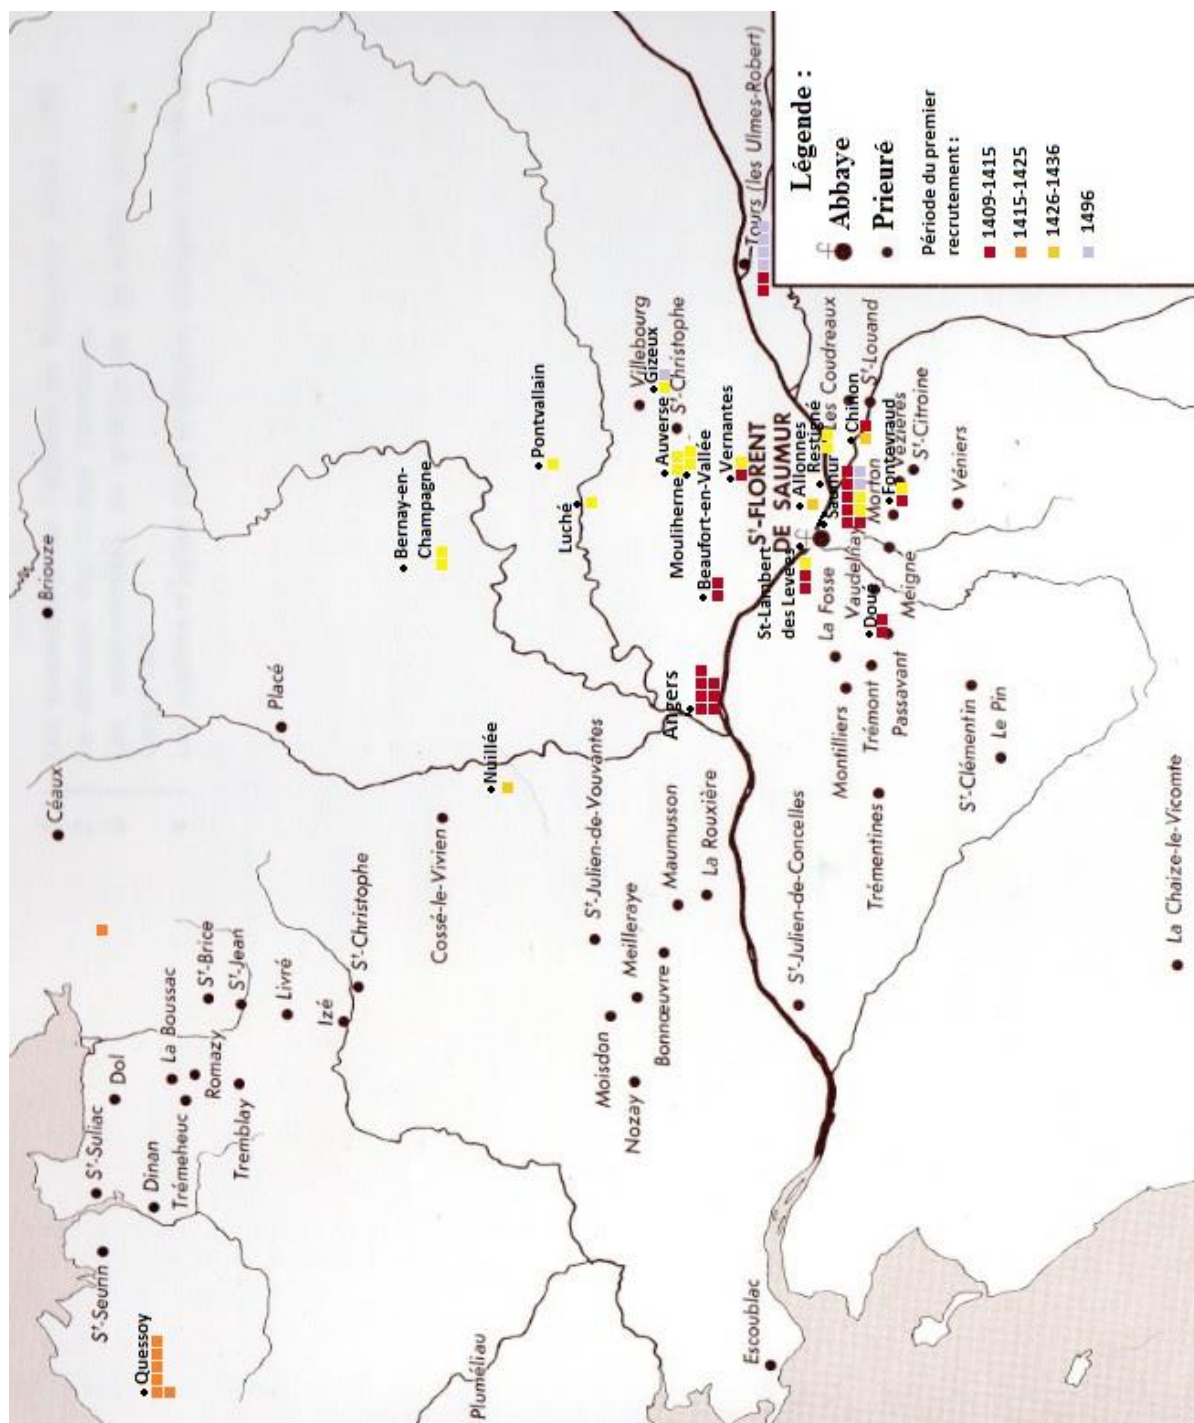 Légende :
Abbaye
Prieuré
Période du premier
recrutement :
1409-1415
1415-1425
1426-1436
1496
Céaux
Briouze
Sᵗ-Seurin
Sᵗ-Suliac
Dol
Quessoy
Dinan
La Boussac
Trémeheuc
Romazy
Sᵗ-Brice
Sᵗ-Jean
Tremblay
Livré
Placé
Izé
Sᵗ-Christophe
Bernay-en-
Champagne
Cossé-le-Vivien
Nuillée
Pluméliau
Pontvallain
Luché
Moisdon
Sᵗ-Julien-de-Vouvantes
Nozay
Meilleraye
Villebourg
Gizeux
Auverse
Sᵗ-Christophe
Bonnœuvre
Maumusson
Angers
Mouliherne
Beaufort-en-Vallée
Vernantes
La Rouxière
Tours (les Ulmes-Robert)
Sᵗ-FLORENT
DE SAUMUR
Escoublac
Sᵗ-Julien-de-Concelles
St-Lambert
des Levées
Allonnes
Restigné
Les Coudreaux
Saumur
La Fosse
Montilliers
Vaudelnay
Chinon
Sᵗ-Louand
Trémentines
Trémont
Doué
Morton
Fontevraud
Vézières
Passavant
Meigné
Sᵗ-Citroine
Véniers
Sᵗ-Clémentin
Le Pin
La Chaize-le-Vicomte